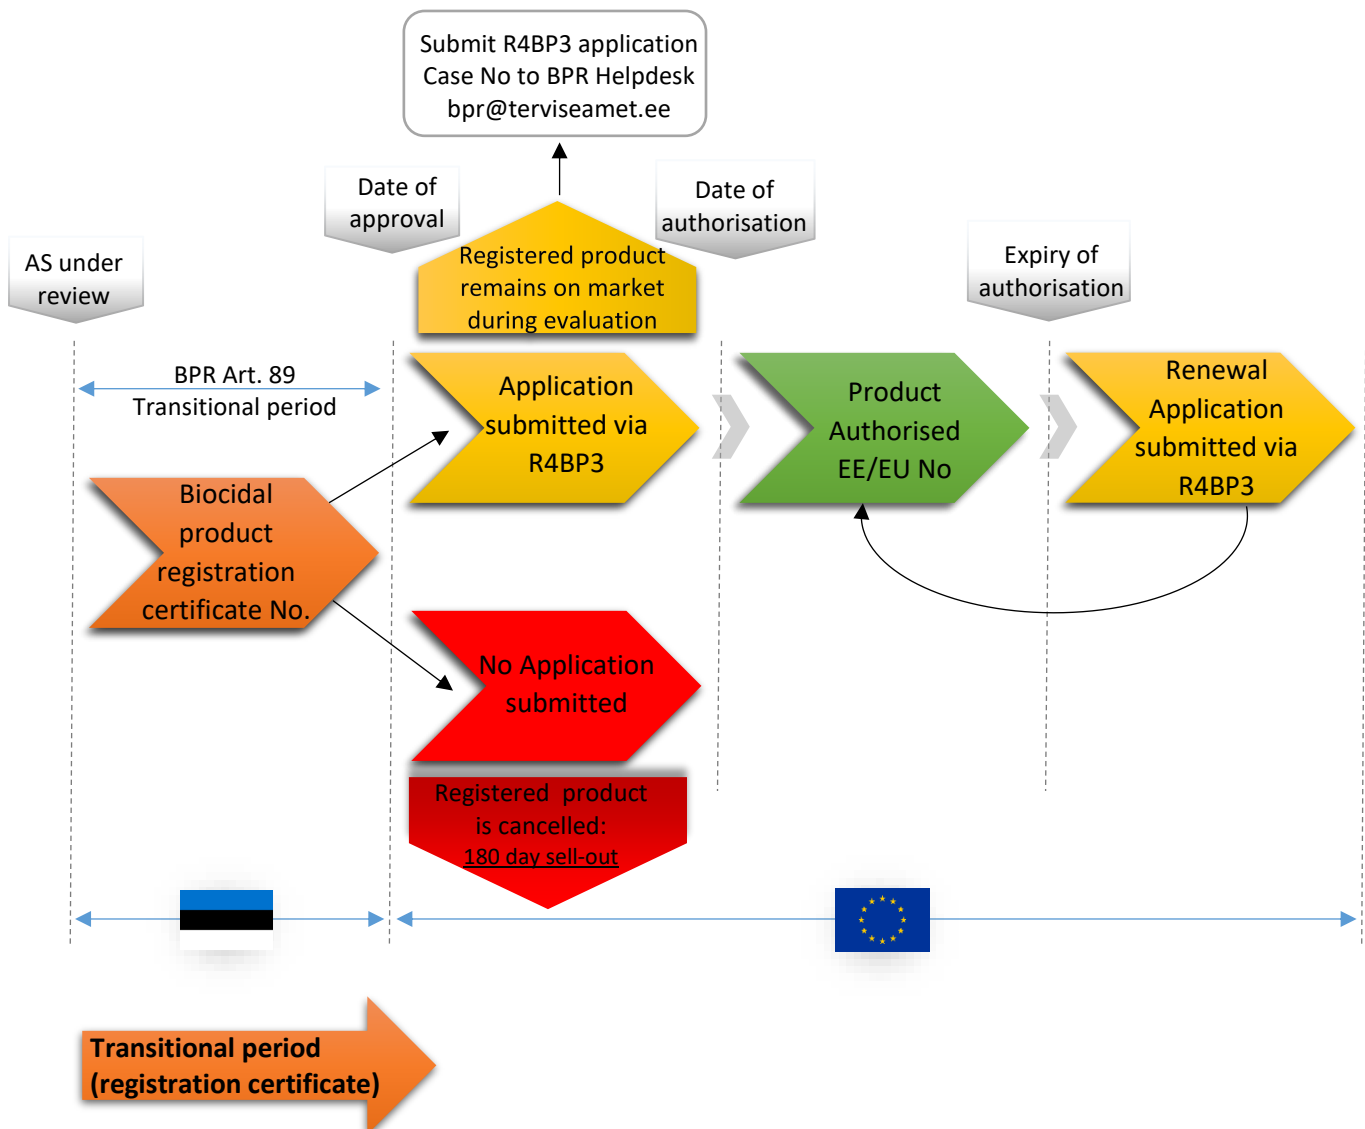 Submit R4BP3 application
Case No to BPR Helpdesk
bpr@terviseamet.ee
Date of
approval
Date of
authorisation
Registered product
remains on market
during evaluation
AS under
review
Expiry of
authorisation
BPR Art. 89
Transitional period
Application
submitted via
R4BP3
Product
Authorised
EE/EU No
Renewal
Application
submitted via
R4BP3
Biocidal
product
registration
certificate No.
No Application
submitted
Registered product
is cancelled:
180 day sell-out
Transitional period
(registration certificate)